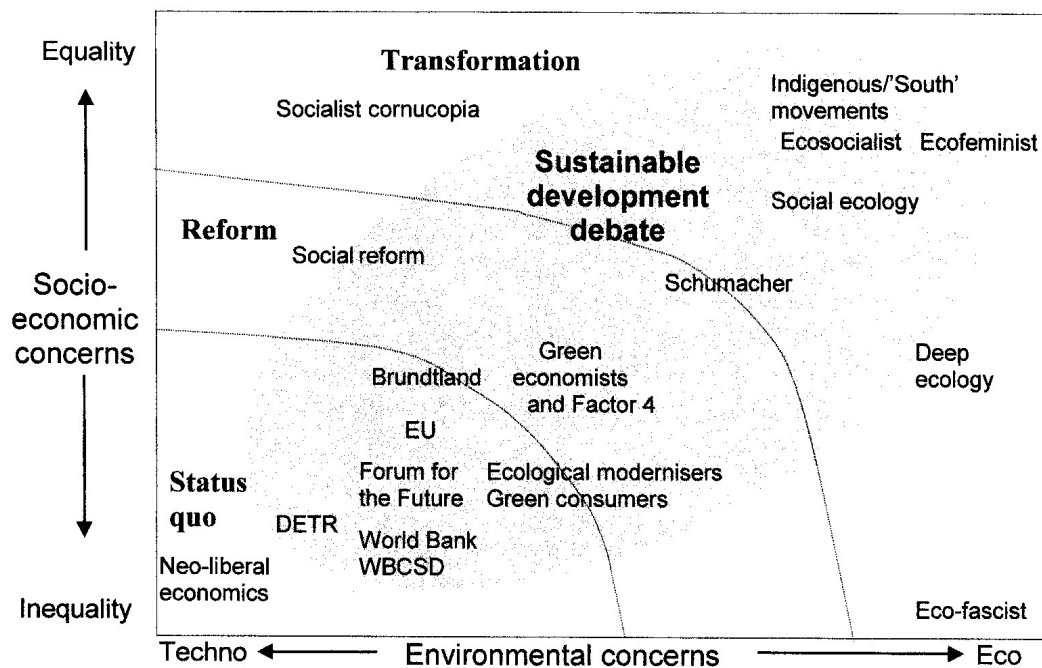 Equality
Transformation
Indigenous/'South'
movements
Socialist cornucopia
Ecosocialist Ecofeminist
Sustainable
development
debate
Social ecology
Reform
Social reform
Schumacher
Socio-
economic
concerns
Green
economists
and Factor 4
Deep
ecology
Brundtland
EU
Status
quo
Forum for
the Future
Ecological modernisers
Green consumers
DETR
World Bank
WBCSD
Neo-liberal
economics
Inequality
Eco-fascist
Techno
Environmental concerns
Eco